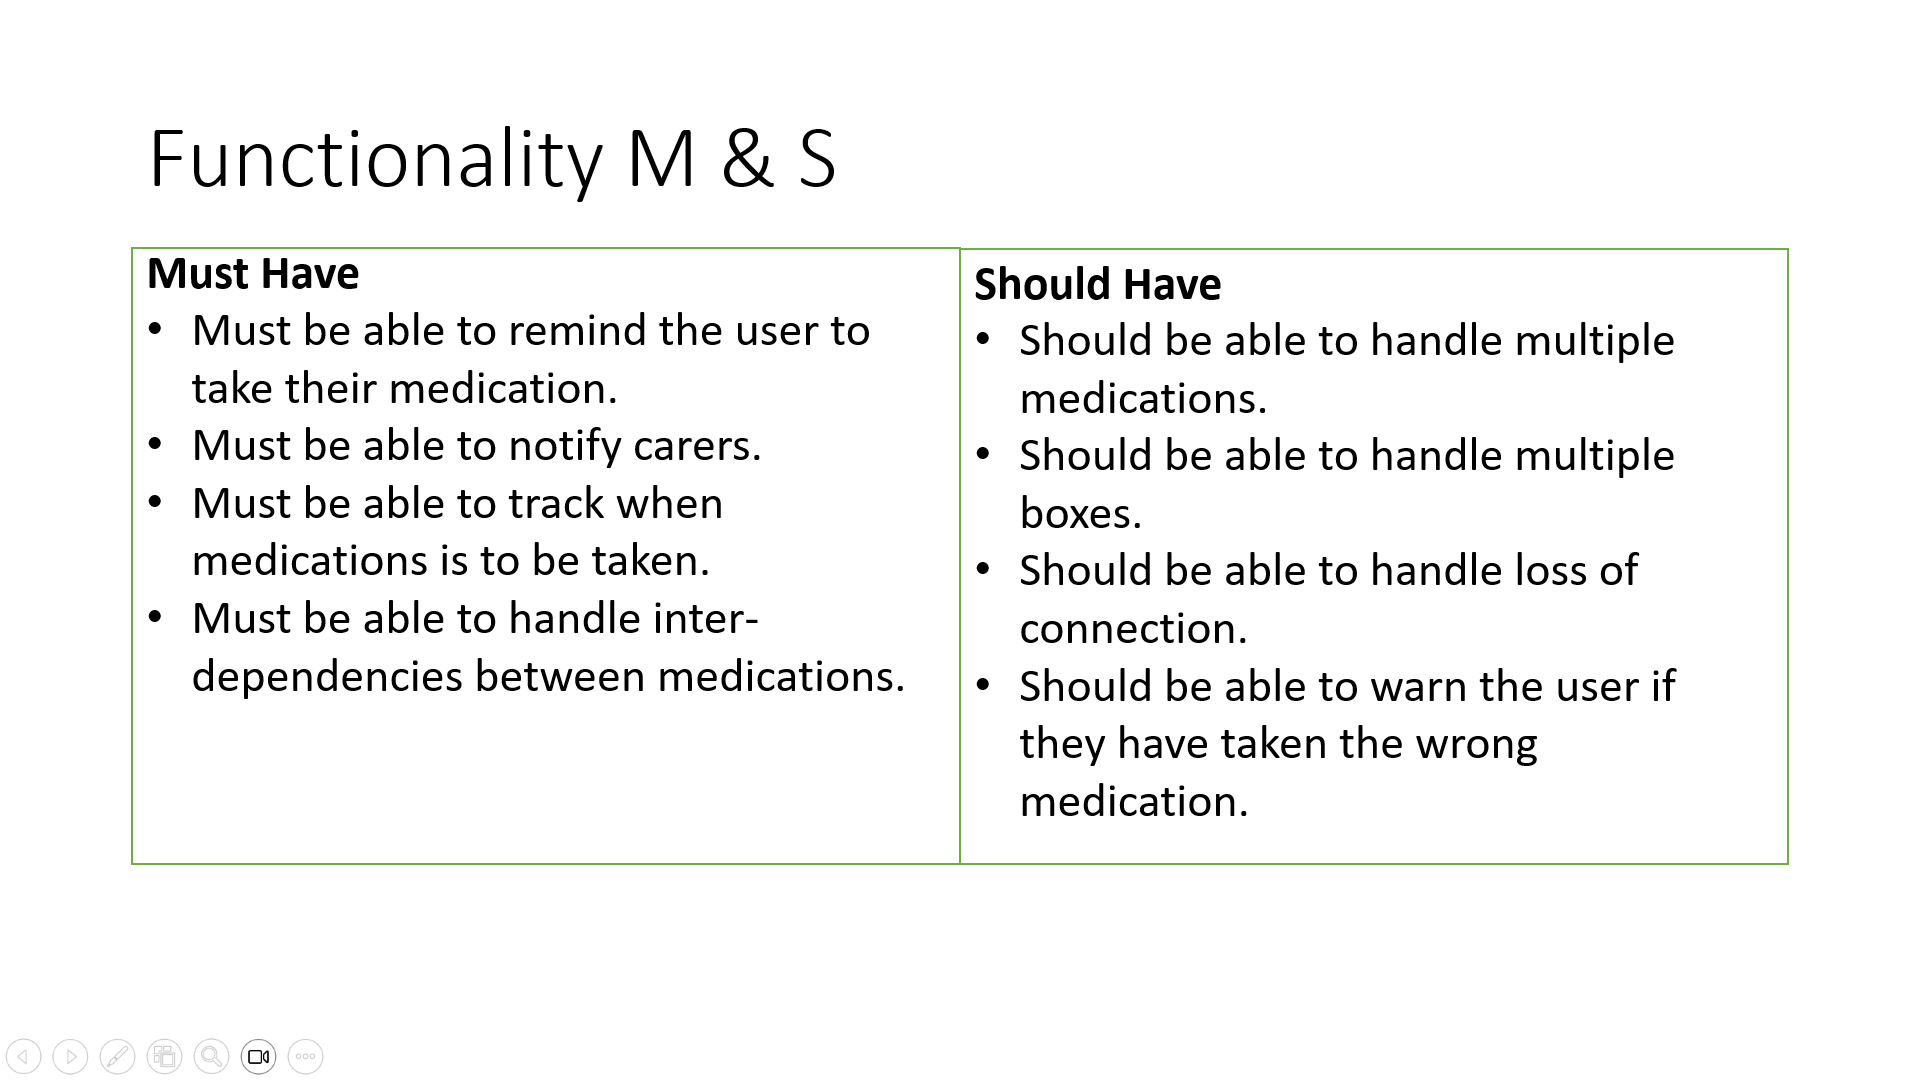 Functionality M & S
Must Have
• Must be able to remind the user to
take their medication.
• Must be able to notify carers.
• Must be able to track when
medications is to be taken.
• Must be able to handle inter-
dependencies between medications.
Should Have
• Should be able to handle multiple
medications.
• Should be able to handle multiple
boxes.
• Should be able to handle loss of
connection.
• Should be able to warn the user if
they have taken the wrong
medication.